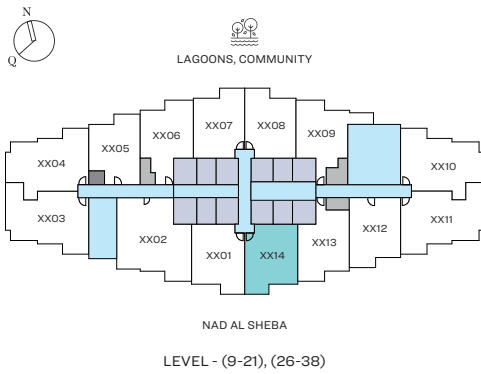 N
Q
LAGOONS, COMMUNITY
XX07 XX08
XX06 XX09
XX05
XX04 XX10
XX03 XX11
XX02 XX12
XX01 XX14 XX13
NAD AL SHEBA
LEVEL - (9-21), (26-38)